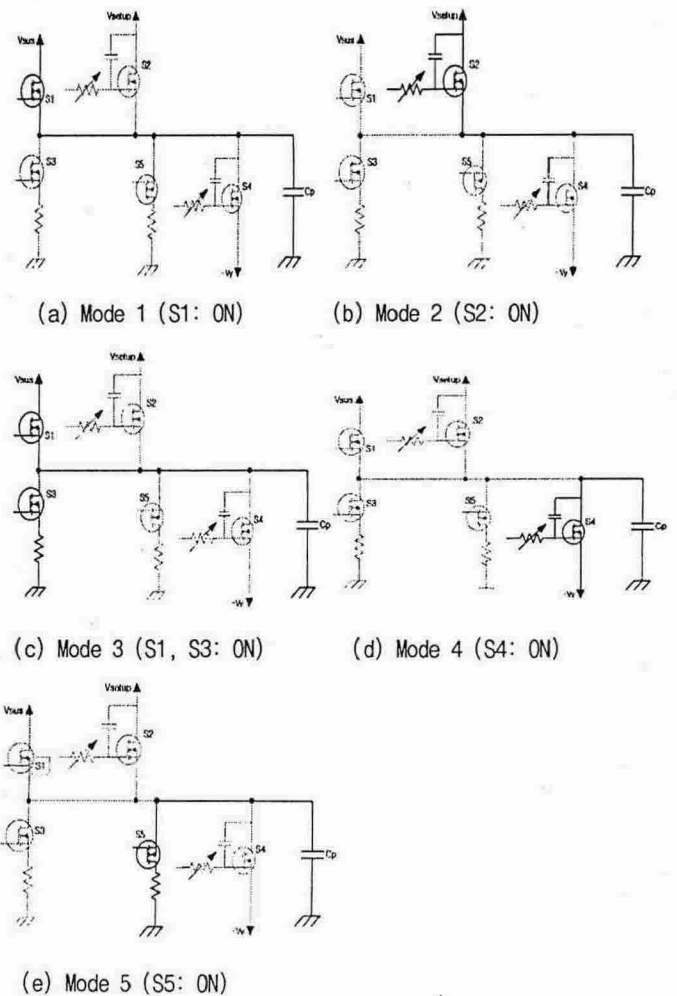 Vsetup
Vsus
S2
S1
S3
S5
S4
Cp
-Vy
(a) Mode 1 (S1: ON)
Vsetup
Vsus
S2
S1
S3
S5
S4
Cp
-Vy
(b) Mode 2 (S2: ON)
Vsetup
Vsus
S2
S1
S3
S5
S4
Cp
-Vy
(c) Mode 3 (S1, S3: ON)
Vsetup
Vsus
S2
S1
S3
S5
S4
Cp
-Vy
(d) Mode 4 (S4: ON)
Vsetup
Vsus
S2
S1
S3
S5
S4
Cp
-Vy
(e) Mode 5 (S5: ON)